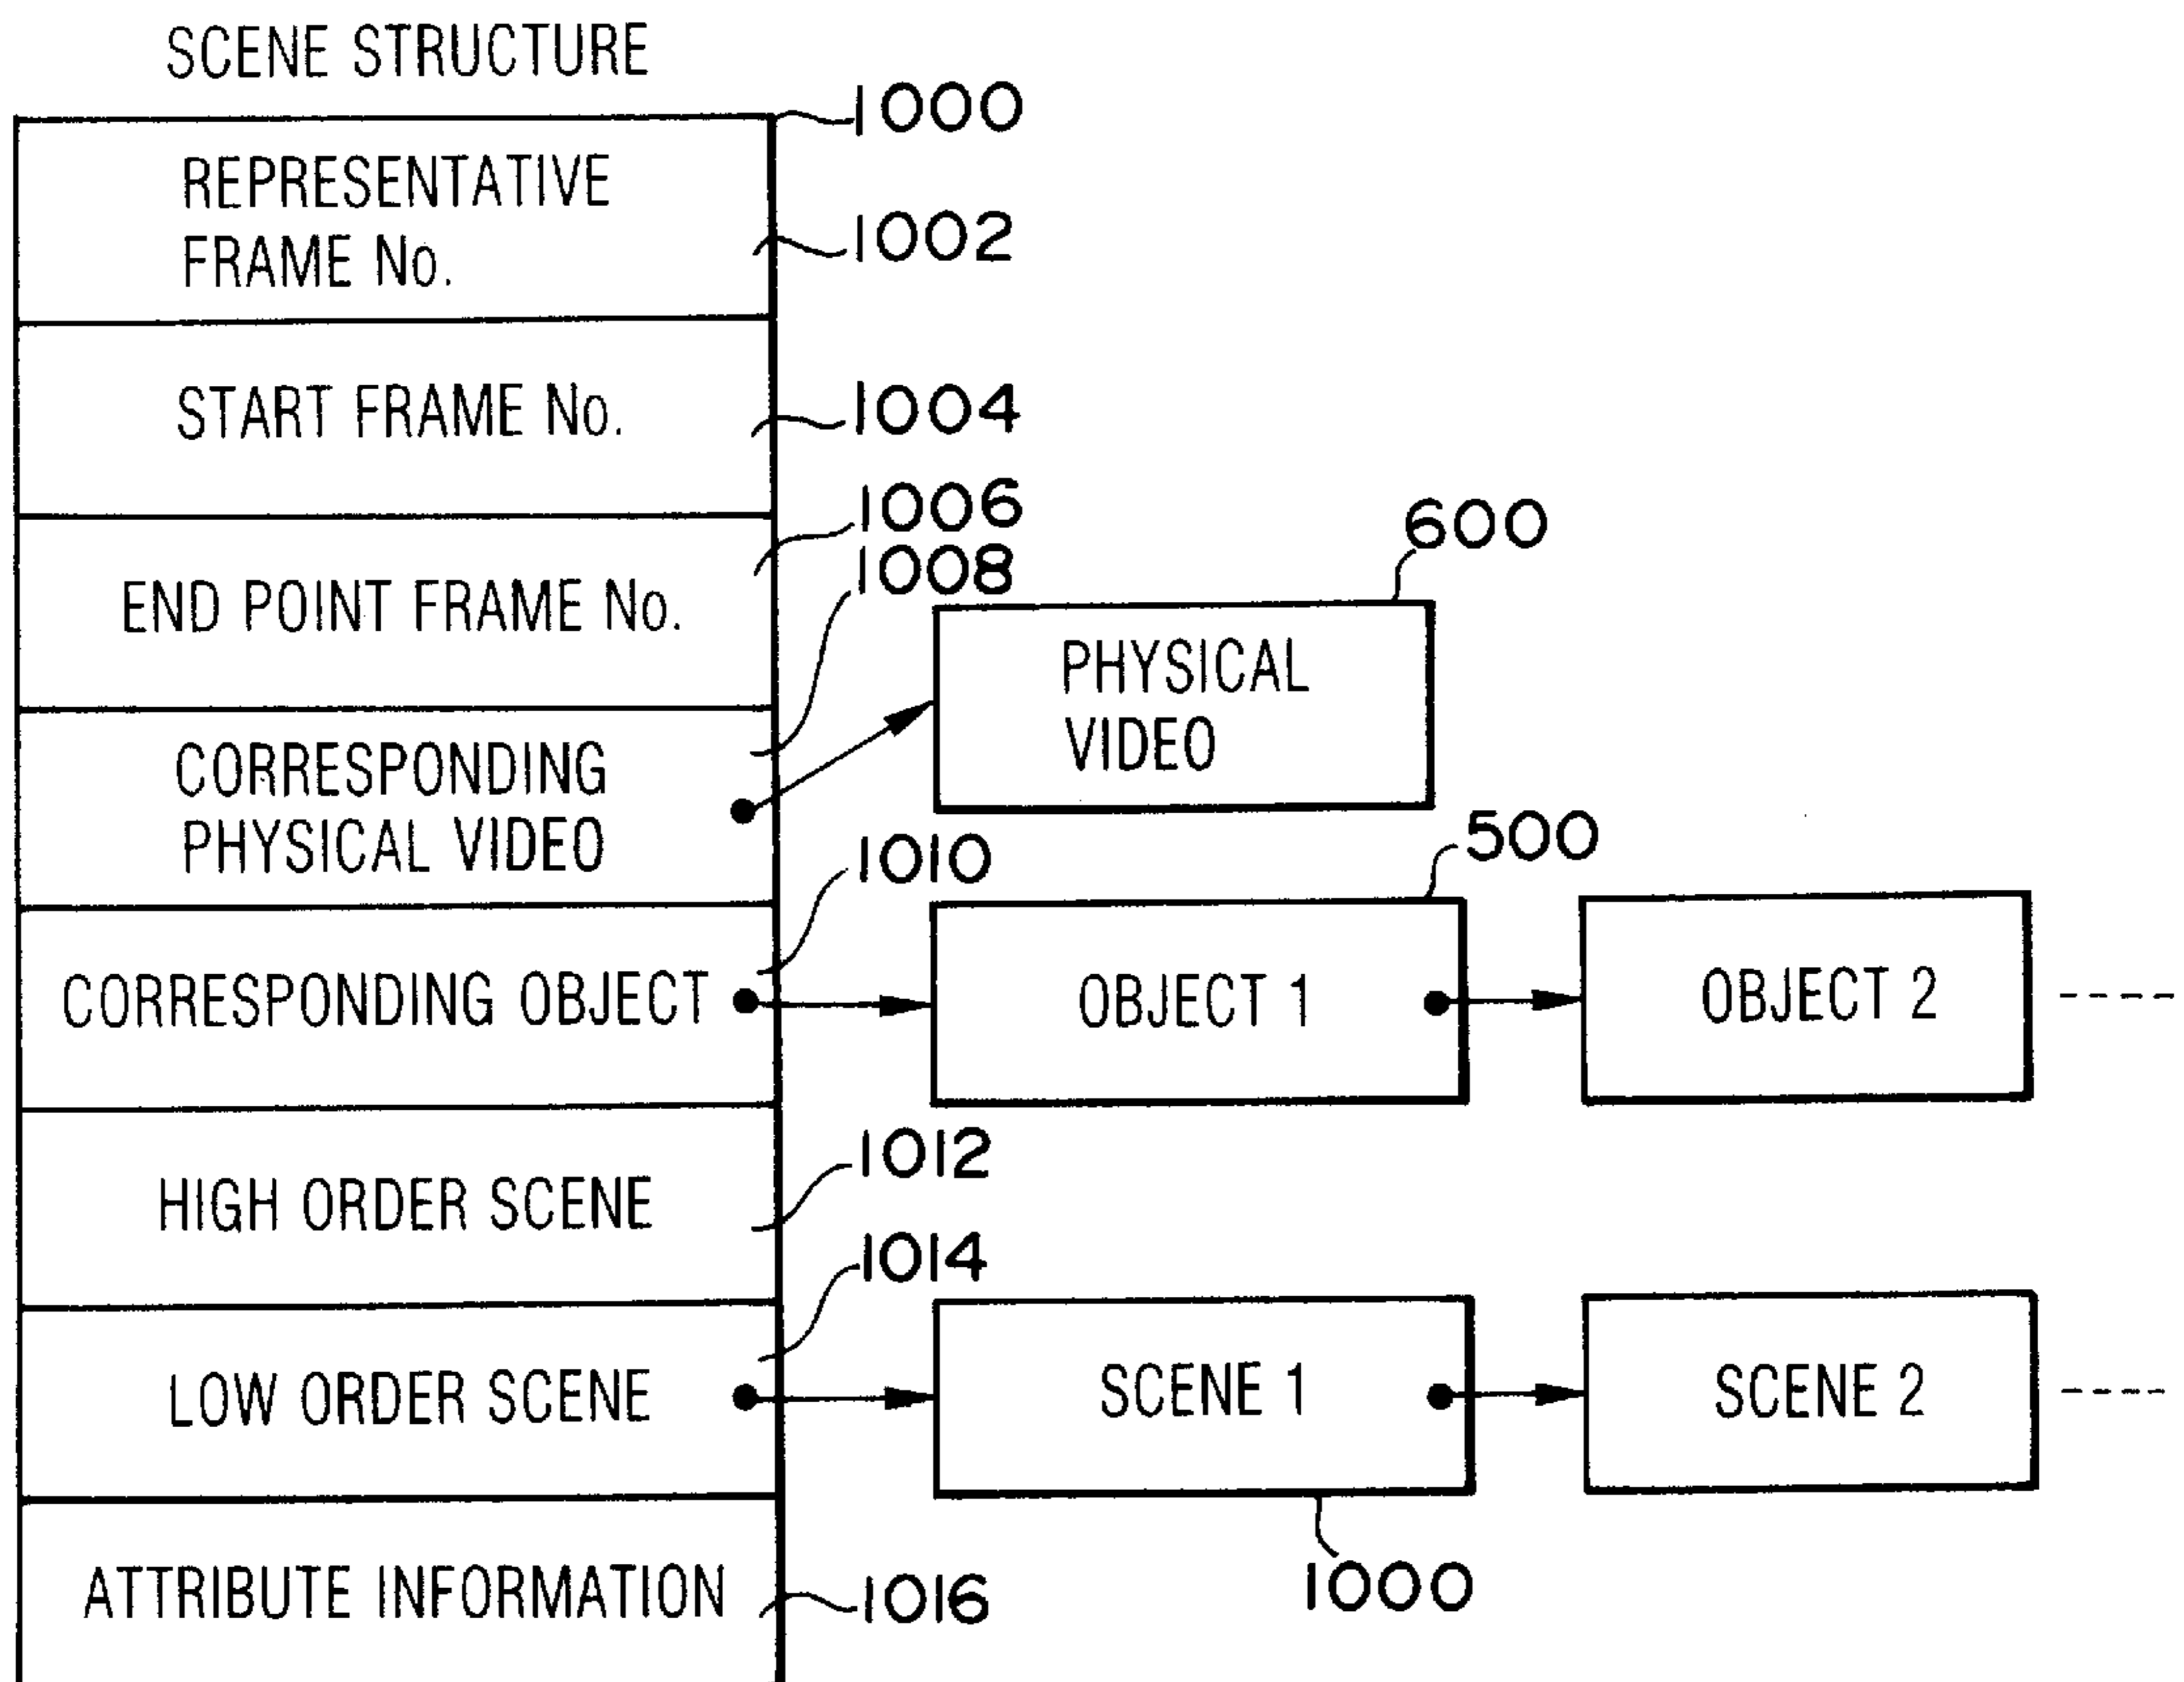 SCENE STRUCTURE
1000
REPRESENTATIVE
FRAME No.
1002
START FRAME No.
1004
1006
END POINT FRAME No.
1008
600
PHYSICAL
VIDEO
CORRESPONDING
PHYSICAL VIDEO
500
1010
CORRESPONDING OBJECT
OBJECT 1
OBJECT 2
1012
HIGH ORDER SCENE
1014
LOW ORDER SCENE
SCENE 1
SCENE 2
1000
ATTRIBUTE INFORMATION
1016